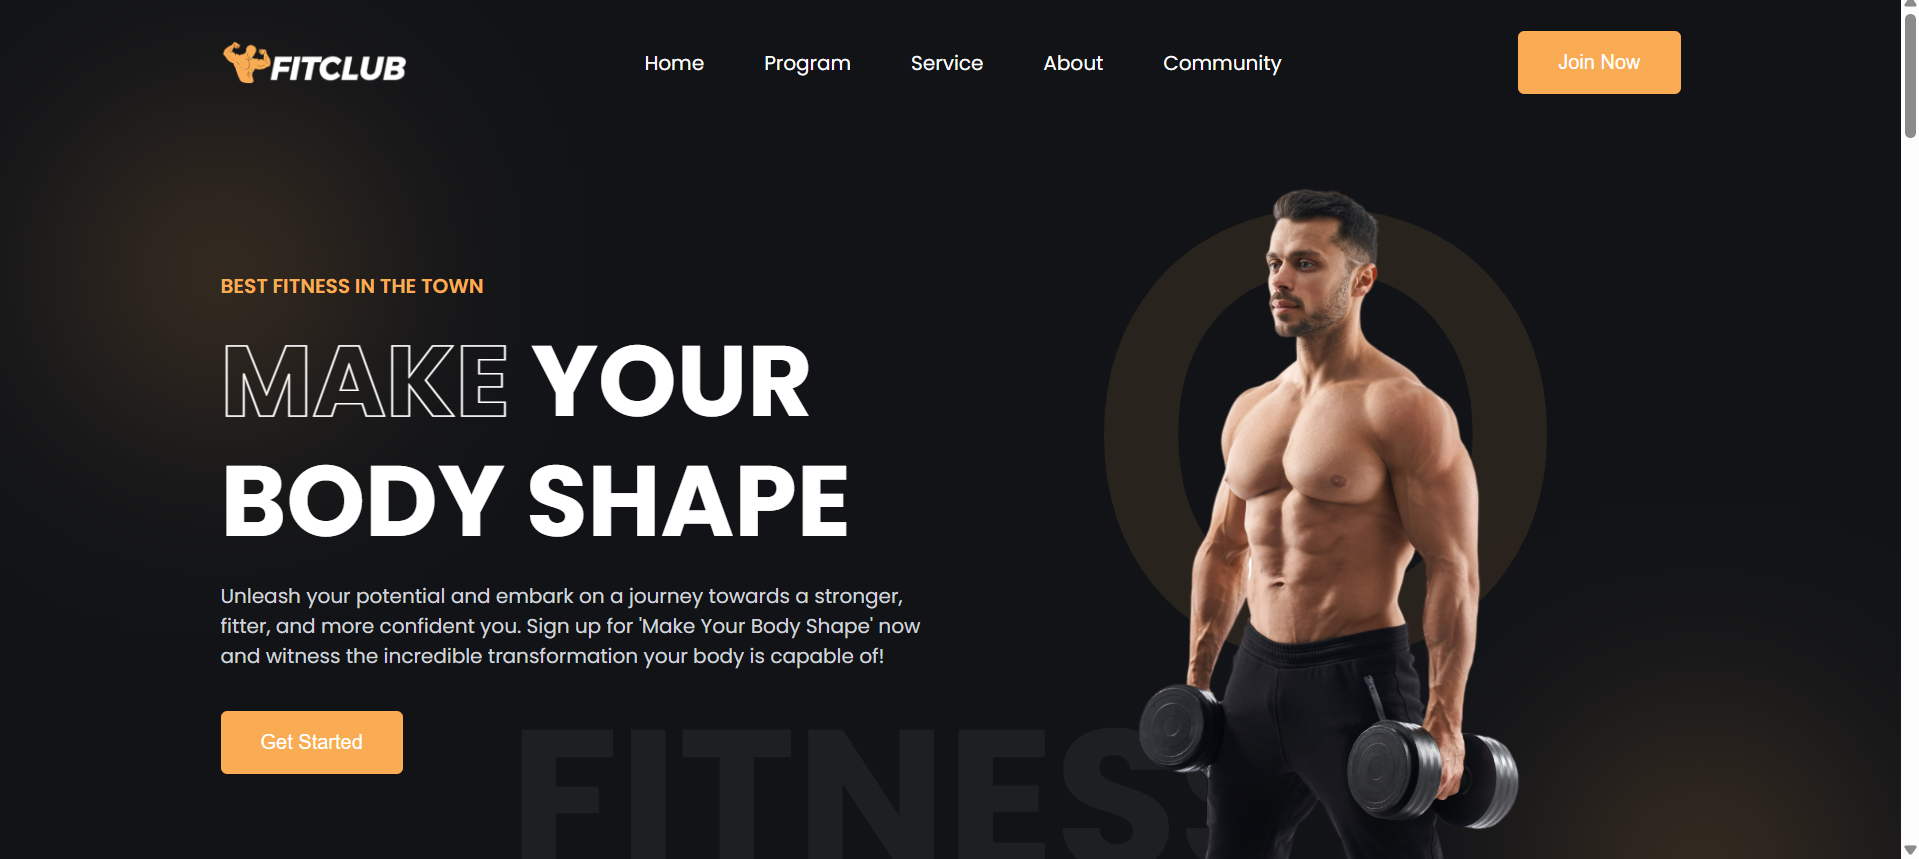 FITCLUB
Home
Program
Service
About
Community
Join Now
BEST FITNESS IN THE TOWN
MAKE YOUR
BODY SHAPE
Unleash your potential and embark on a journey towards a stronger,
fitter, and more confident you. Sign up for 'Make Your Body Shape' now
and witness the incredible transformation your body is capable of!
Get Started
FITNESS